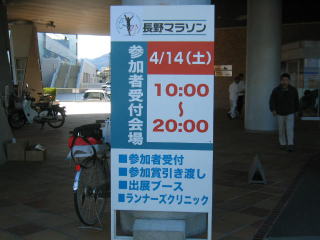 長野マラソン
参加者受付会場
4/14(土)
10:00
～
20:00
■参加者受付
■参加賞引き渡し
■出展ブース
■ランナーズクリニック